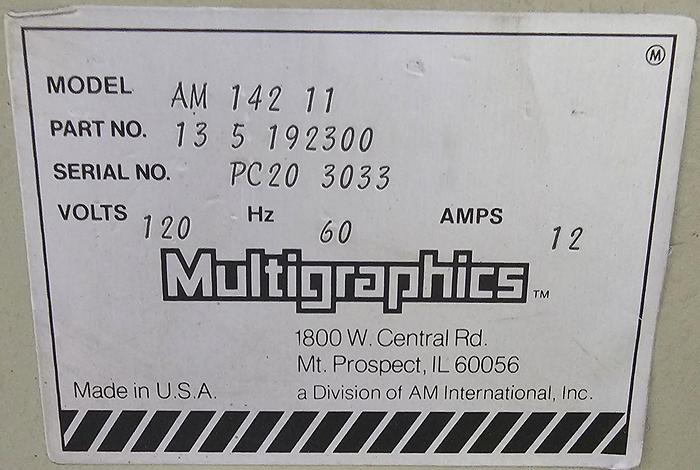 Ⓜ
MODEL AM 142 11
PART NO. 13 5 192300
SERIAL NO. PC20 3033
VOLTS 120 Hz 60 AMPS 12
Multigraphics™
1800 W. Central Rd.
Mt. Prospect, IL 60056
Made in U.S.A. a Division of AM International, Inc.